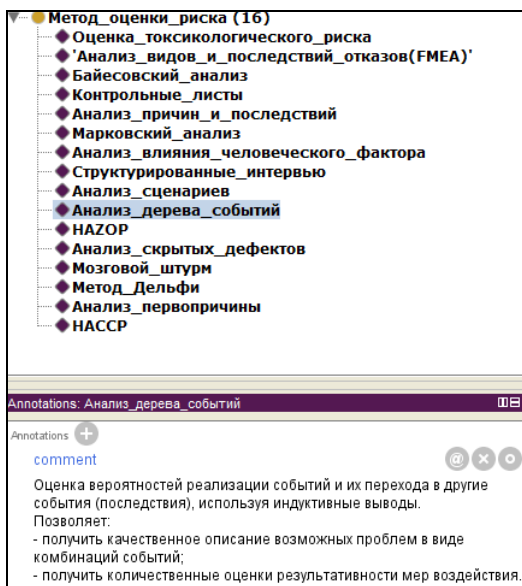 Метод_оценки_риска (16)
Оценка_токсикологического_риска
'Анализ_видов_и_последствий_отказов(FMEA)'
Байесовский_анализ
Контрольные_листы
Анализ_причин_и_последствий
Марковский_анализ
Анализ_влияния_человеческого_фактора
Структурированные_интервью
Анализ_сценариев
Анализ_дерева_событий
HAZOP
Анализ_скрытых_дефектов
Мозговой_штурм
Метод_Дельфи
Анализ_первопричины
HACCP
Annotations: Анализ_дерева_событий
Annotations
comment
Оценка вероятностей реализации событий и их перехода в другие
события (последствия), используя индуктивные выводы.
Позволяет:
- получить качественное описание возможных проблем в виде
комбинаций событий;
- получить количественные оценки результативности мер воздействия.